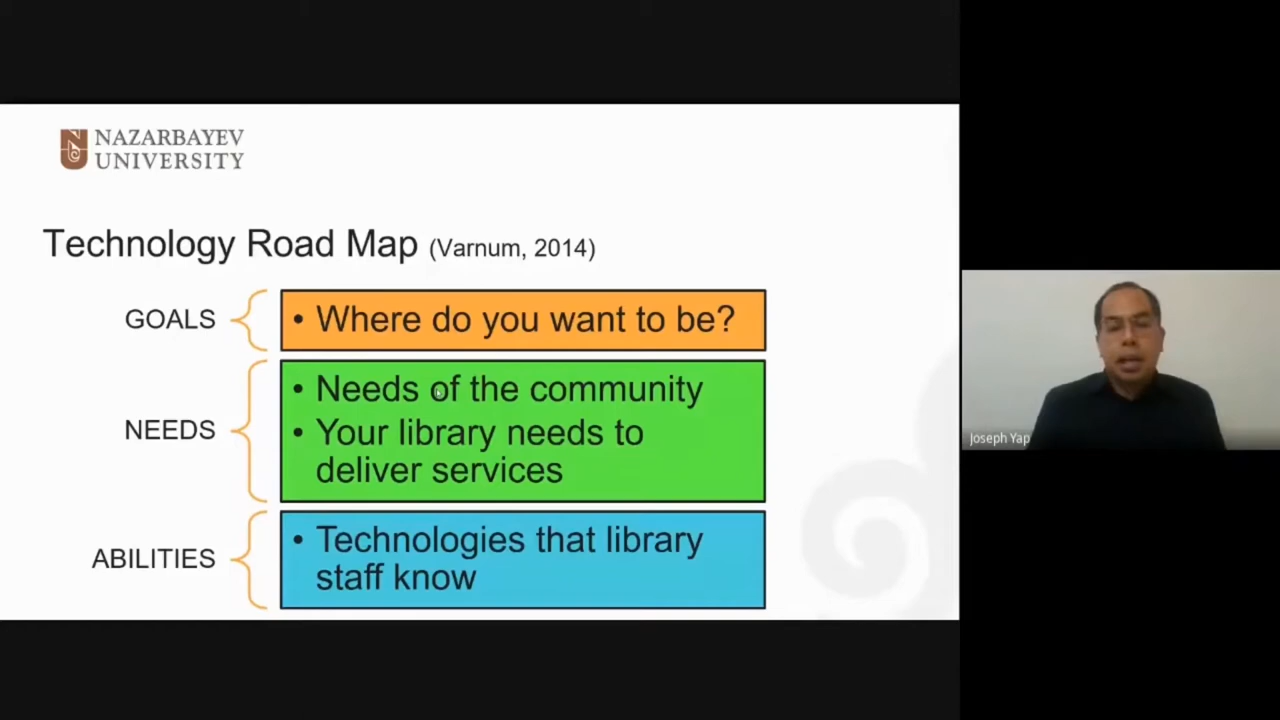 NAZARBAYEV
UNIVERSITY
Technology Road Map (Varnum, 2014)
GOALS
• Where do you want to be?
NEEDS
• Needs of the community
• Your library needs to
deliver services
ABILITIES
• Technologies that library
staff know
Joseph Yap